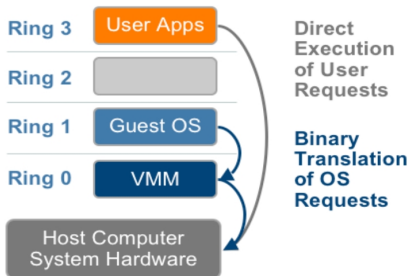 Ring 3
User Apps
Direct
Execution
of User
Requests
Ring 2
Ring 1
Guest OS
Binary
Translation
of OS
Requests
Ring 0
VMM
Host Computer
System Hardware